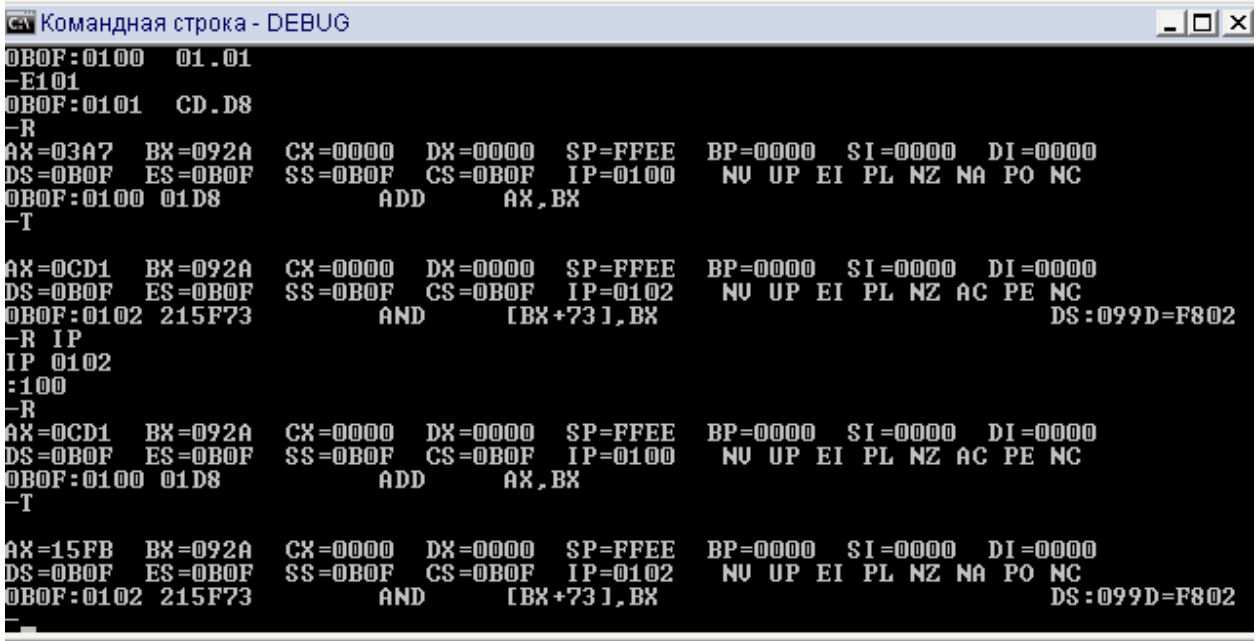 Командная строка - DEBUG
0B0F:0100  01.01
-E101
0B0F:0101  CD.D8
-R
AX=03A7  BX=092A  CX=0000  DX=0000  SP=FFEE  BP=0000  SI=0000  DI=0000
DS=0B0F  ES=0B0F  SS=0B0F  CS=0B0F  IP=0100   NV UP EI PL NZ NA PO NC
0B0F:0100 01D8          ADD     AX,BX
-T
AX=0CD1  BX=092A  CX=0000  DX=0000  SP=FFEE  BP=0000  SI=0000  DI=0000
DS=0B0F  ES=0B0F  SS=0B0F  CS=0B0F  IP=0102   NV UP EI PL NZ AC PE NC
0B0F:0102 215F73        AND     [BX+73],BX                         DS:099D=F802
-R IP
IP 0102
:100
-R
AX=0CD1  BX=092A  CX=0000  DX=0000  SP=FFEE  BP=0000  SI=0000  DI=0000
DS=0B0F  ES=0B0F  SS=0B0F  CS=0B0F  IP=0100   NV UP EI PL NZ AC PE NC
0B0F:0100 01D8          ADD     AX,BX
-T
AX=15FB  BX=092A  CX=0000  DX=0000  SP=FFEE  BP=0000  SI=0000  DI=0000
DS=0B0F  ES=0B0F  SS=0B0F  CS=0B0F  IP=0102   NV UP EI PL NZ NA PO NC
0B0F:0102 215F73        AND     [BX+73],BX                         DS:099D=F802
-_